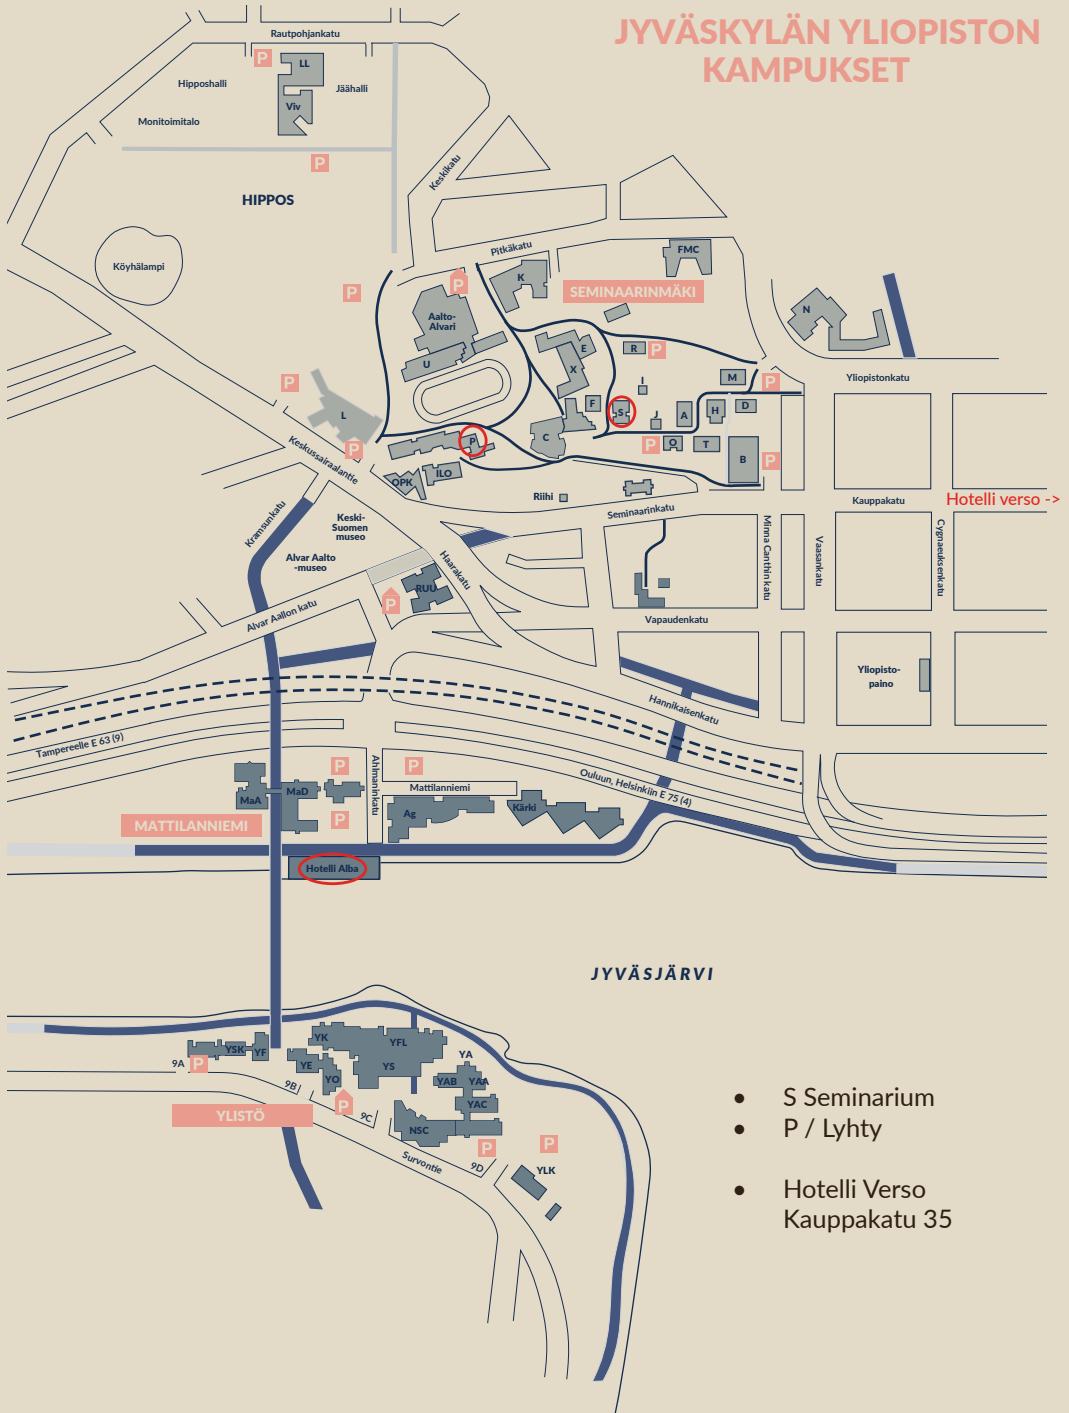 JYVÄSKYLÄN YLIOPISTON
KAMPUKSET
Rautpohjankatu
P
LL
Hipposhalli
Jäähalli
Viv
Monitoimitalo
P
Keskikatu
HIPPOS
Pitkäkatu
FMC
Köyhälampi
K
P
P
SEMINAARINMÄKI
Aalto-
Alvari
N
E
R
P
U
X
M
P
Yliopistonkatu
P
I
L
F
S
J
A
H
D
P
C
P
O
T
P
B
P
Keskussairaalantie
OPK
ILO
Riihi
Seminaarinkatu
Kauppakatu
Hotelli verso ->
Kramsunkatu
Keski-
Suomen
museo
Alvar Aalto
-museo
Haarakatu
Minna Canthin katu
Vaasankatu
Cygnaeuksenkatu
RUU
P
Alvar Aallon katu
Vapaudenkatu
Yliopisto-
paino
Hannikaisenkatu
Tampereelle E 63 (9)
Ouluun, Helsinkiin E 75 (4)
P
P
Ahlmaninkatu
Mattilanniemi
MaA
MaD
Ag
Kärki
P
MATTILANNIEMI
Hotelli Alba
JYVÄSJÄRVI
YK
YFL
YSK
YF
9A
P
YE
YS
YA
YO
YAB
YAA
9B
P
YAC
YLISTÖ
9C
NSC
P
P
Survontie
9D
YLK
• S Seminarium
• P / Lyhty
• Hotelli Verso
Kauppakatu 35